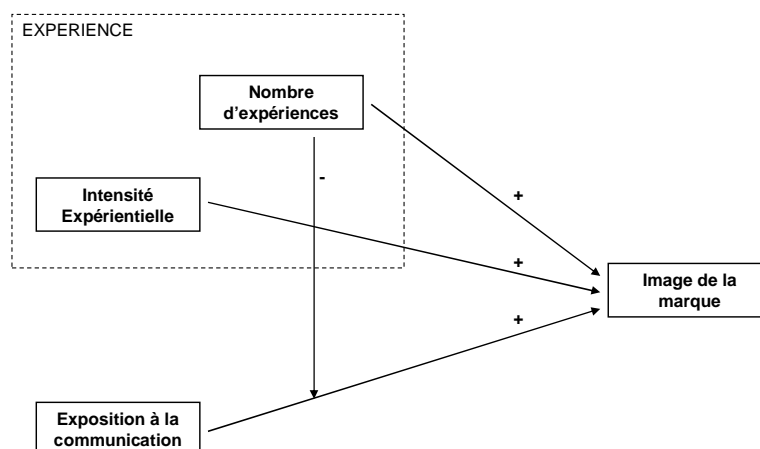 EXPERIENCE
Nombre
d'expériences
-
Intensité
Expérientielle
+
+
Image de la
marque
+
Exposition à la
communication